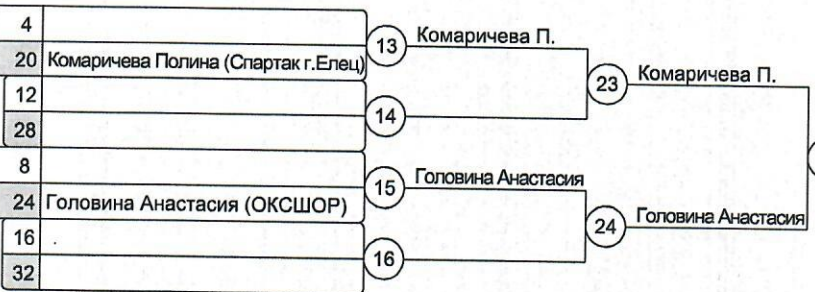 4
13 Комаричева П.
20 Комаричева Полина (Спартак г.Елец)
23 Комаричева П.
12
14
28
8
15 Головина Анастасия
24 Головина Анастасия (ОКСШОР)
24 Головина Анастасия
16
16
32